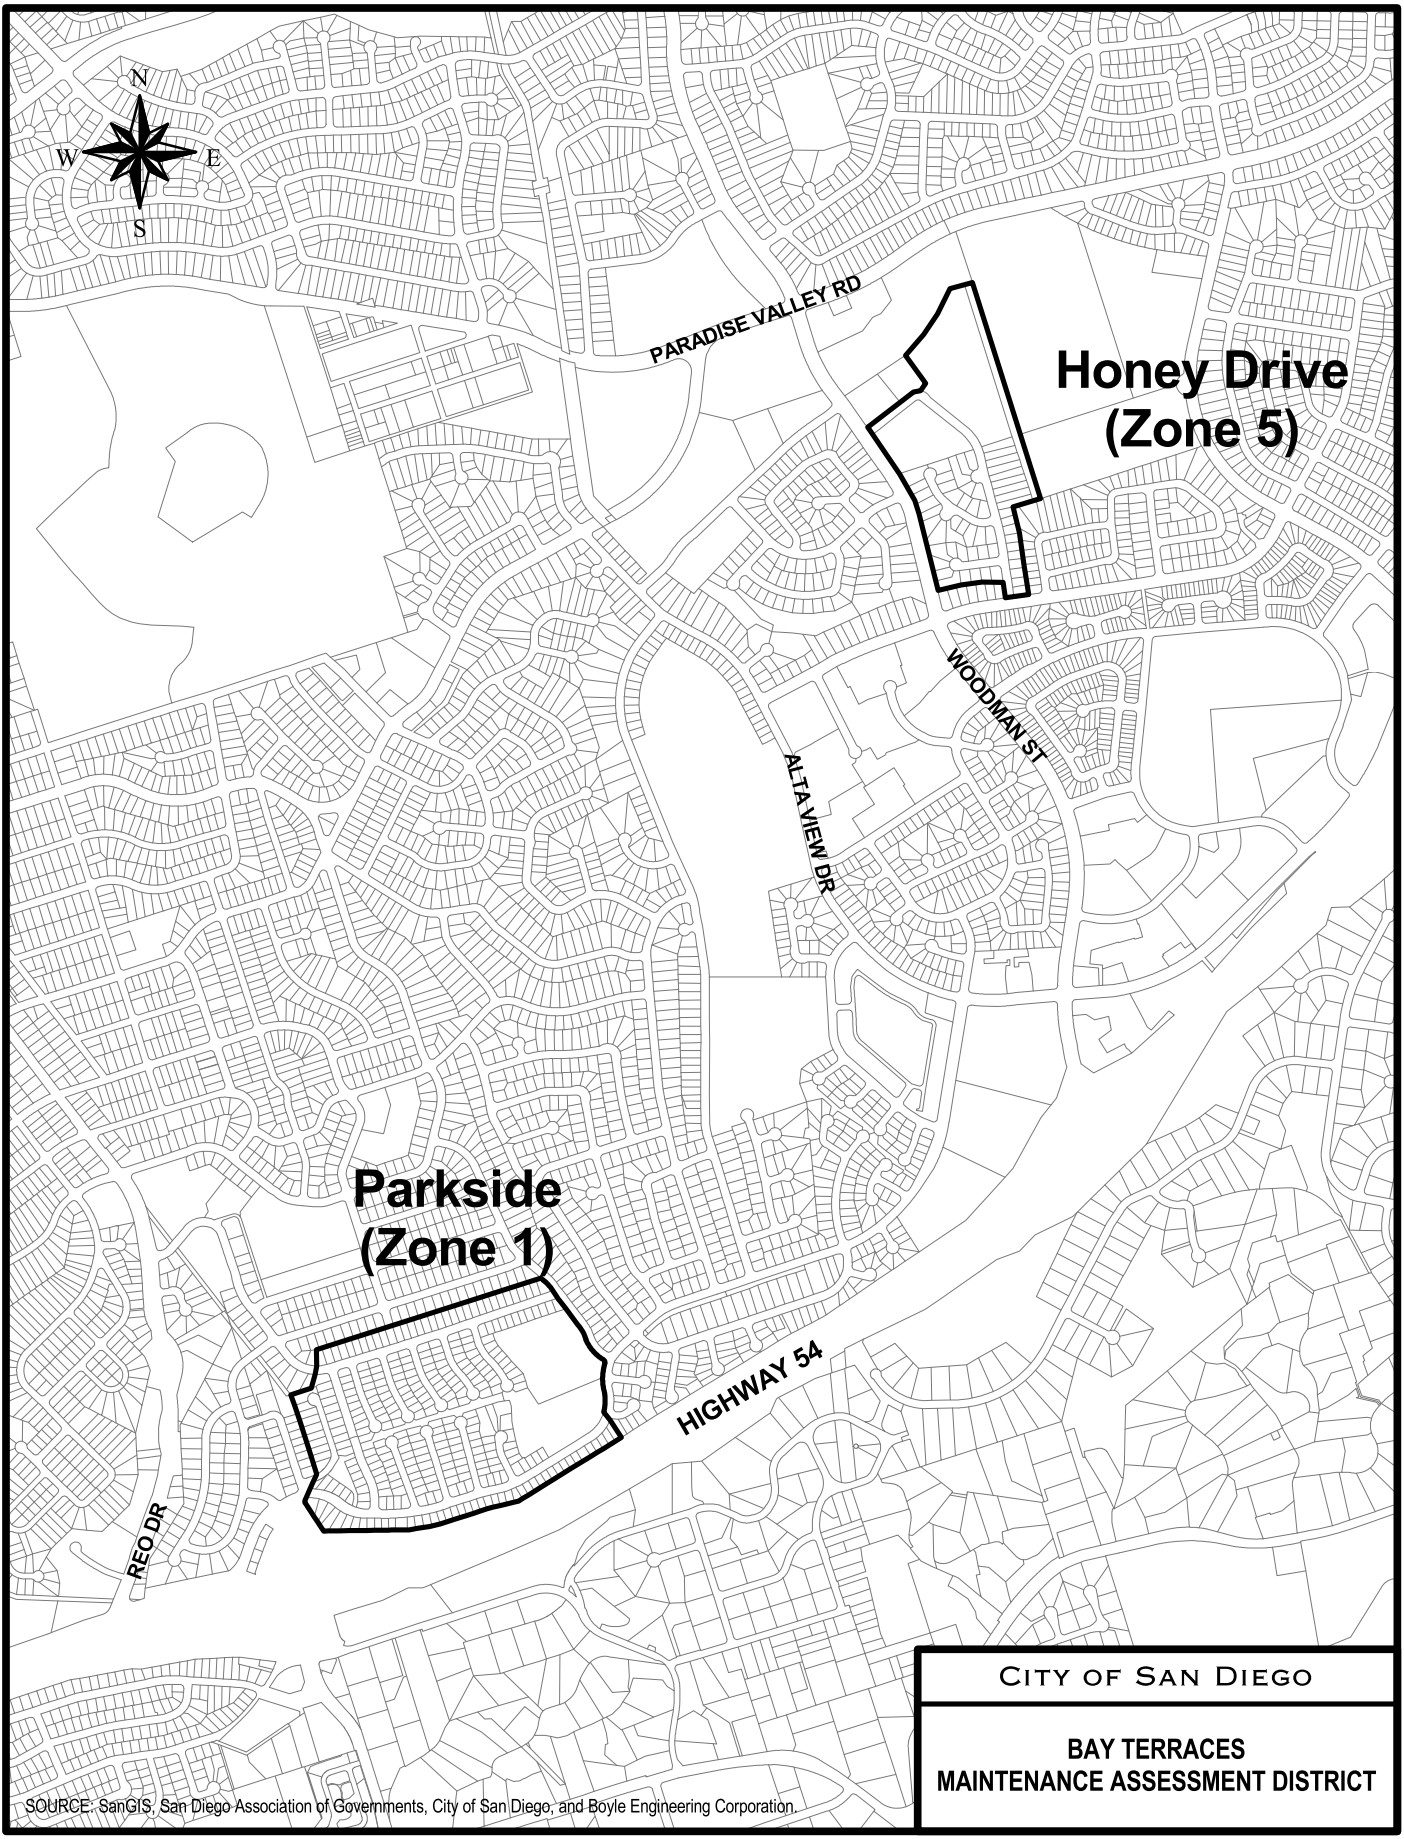 N
W E
S
PARADISE VALLEY RD
Honey Drive
(Zone 5)
WOODMAN ST
ALTA VIEW DR
Parkside
(Zone 1)
HIGHWAY 54
REO DR
CITY OF SAN DIEGO
BAY TERRACES
MAINTENANCE ASSESSMENT DISTRICT
SOURCE: SanGIS, San Diego Association of Governments, City of San Diego, and Boyle Engineering Corporation.